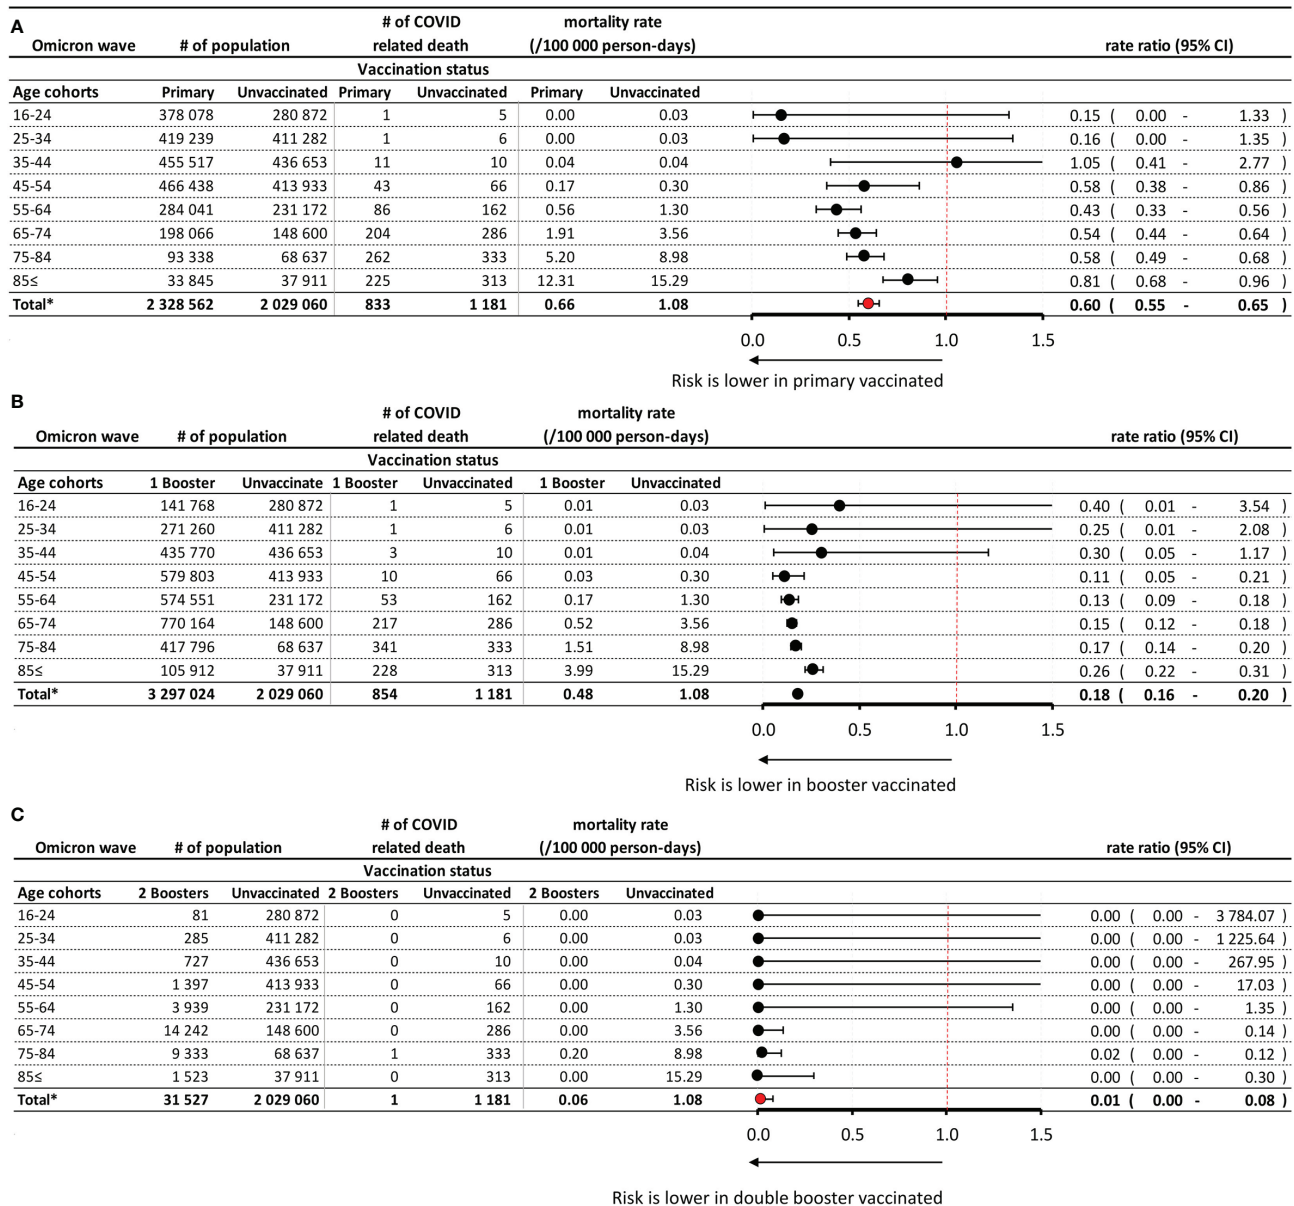 A
# of COVID mortality rate
Omicron wave # of population related death (/100 000 person-days) rate ratio (95% CI)
Vaccination status
Age cohorts Primary Unvaccinated Primary Unvaccinated Primary Unvaccinated
16-24 378 078 280 872 1 5 0.00 0.03 0.15 ( 0.00 - 1.33 )
25-34 419 239 411 282 1 6 0.00 0.03 0.16 ( 0.00 - 1.35 )
35-44 455 517 436 653 11 10 0.04 0.04 1.05 ( 0.41 - 2.77 )
45-54 466 438 413 933 43 66 0.17 0.30 0.58 ( 0.38 - 0.86 )
55-64 284 041 231 172 86 162 0.56 1.30 0.43 ( 0.33 - 0.56 )
65-74 198 066 148 600 204 286 1.91 3.56 0.54 ( 0.44 - 0.64 )
75-84 93 338 68 637 262 333 5.20 8.98 0.58 ( 0.49 - 0.68 )
85≤ 33 845 37 911 225 313 12.31 15.29 0.81 ( 0.68 - 0.96 )
Total* 2 328 562 2 029 060 833 1 181 0.66 1.08 0.60 ( 0.55 - 0.65 )
0.0 0.5 1.0 1.5
Risk is lower in primary vaccinated
B
# of COVID mortality rate
Omicron wave # of population related death (/100 000 person-days) rate ratio (95% CI)
Vaccination status
Age cohorts 1 Booster Unvaccinate 1 Booster Unvaccinated 1 Booster Unvaccinated
16-24 141 768 280 872 1 5 0.01 0.03 0.40 ( 0.01 - 3.54 )
25-34 271 260 411 282 1 6 0.01 0.03 0.25 ( 0.01 - 2.08 )
35-44 435 770 436 653 3 10 0.01 0.04 0.30 ( 0.05 - 1.17 )
45-54 579 803 413 933 10 66 0.03 0.30 0.11 ( 0.05 - 0.21 )
55-64 574 551 231 172 53 162 0.17 1.30 0.13 ( 0.09 - 0.18 )
65-74 770 164 148 600 217 286 0.52 3.56 0.15 ( 0.12 - 0.18 )
75-84 417 796 68 637 341 333 1.51 8.98 0.17 ( 0.14 - 0.20 )
85≤ 105 912 37 911 228 313 3.99 15.29 0.26 ( 0.22 - 0.31 )
Total* 3 297 024 2 029 060 854 1 181 0.48 1.08 0.18 ( 0.16 - 0.20 )
0.0 0.5 1.0 1.5
Risk is lower in booster vaccinated
C
# of COVID mortality rate
Omicron wave # of population related death (/100 000 person-days) rate ratio (95% CI)
Vaccination status
Age cohorts 2 Boosters Unvaccinated 2 Boosters Unvaccinated 2 Boosters Unvaccinated
16-24 81 280 872 0 5 0.00 0.03 0.00 ( 0.00 - 3 784.07 )
25-34 285 411 282 0 6 0.00 0.03 0.00 ( 0.00 - 1 225.64 )
35-44 727 436 653 0 10 0.00 0.04 0.00 ( 0.00 - 267.95 )
45-54 1 397 413 933 0 66 0.00 0.30 0.00 ( 0.00 - 17.03 )
55-64 3 939 231 172 0 162 0.00 1.30 0.00 ( 0.00 - 1.35 )
65-74 14 242 148 600 0 286 0.00 3.56 0.00 ( 0.00 - 0.14 )
75-84 9 333 68 637 1 333 0.20 8.98 0.02 ( 0.00 - 0.12 )
85≤ 1 523 37 911 0 313 0.00 15.29 0.00 ( 0.00 - 0.30 )
Total* 31 527 2 029 060 1 1 181 0.06 1.08 0.01 ( 0.00 - 0.08 )
0.0 0.5 1.0 1.5
Risk is lower in double booster vaccinated